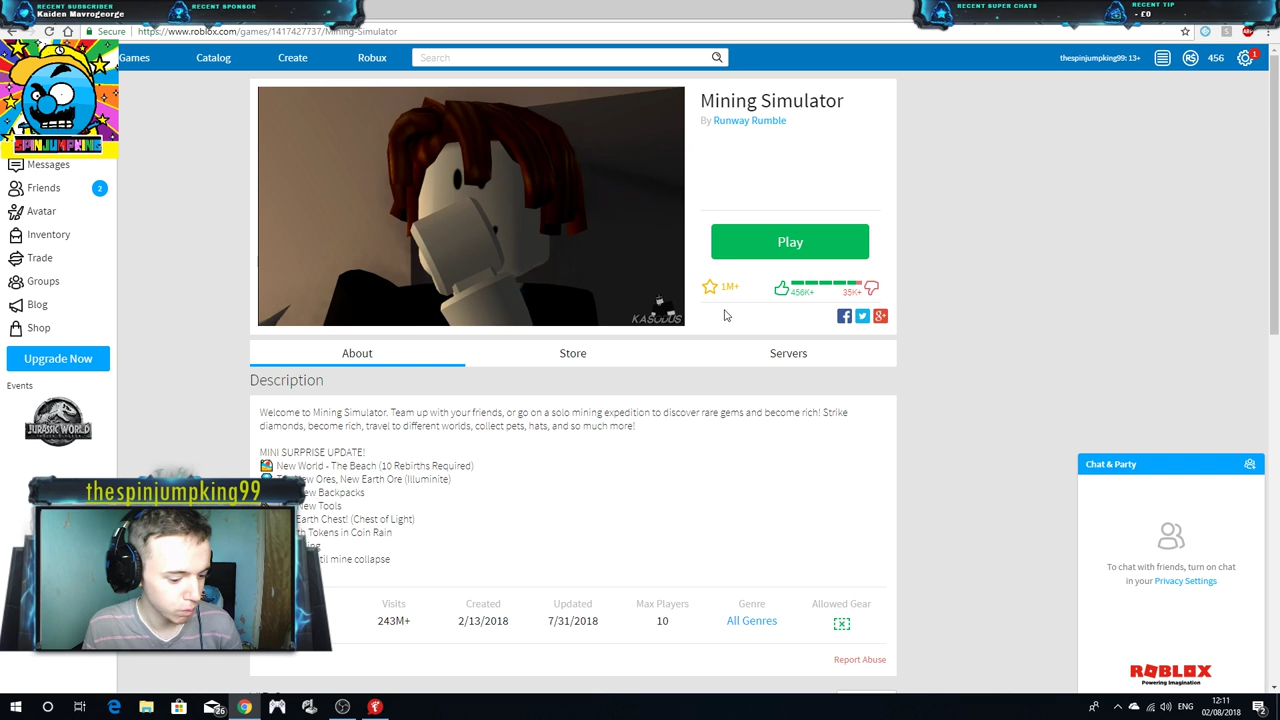 RECENT SUBSCRIBER
Kaiden Mavrogeorge
RECENT SPONSOR
RECENT SUPER CHATS
RECENT TIP
- £0
Secure
https://www.roblox.com/games/1417427737/Mining-Simulator
Games
Catalog
Create
Robux
Search
thespinjumpking99: 13+
456
1
SPINJUMPKING
Messages
Friends
2
Avatar
Inventory
Trade
Groups
Blog
Shop
Upgrade Now
Events
JURASSIC WORLD
KASODUS
Mining Simulator
By Runway Rumble
Play
1M+
456K+
35K+
About
Store
Servers
Description
Welcome to Mining Simulator. Team up with your friends, or go on a solo mining expedition to discover rare gems and become rich! Strike
diamonds, become rich, travel to different worlds, collect pets, hats, and so much more!
MINI SURPRISE UPDATE!
New World - The Beach (10 Rebirths Required)
New Ores, New Earth Ore (Illuminite)
New Backpacks
New Tools
Earth Chest! (Chest of Light)
Tokens in Coin Rain
mine collapse
Visits
Created
Updated
Max Players
Genre
Allowed Gear
243M+
2/13/2018
7/31/2018
10
All Genres
Report Abuse
thespinjumpking99
Chat & Party
To chat with friends, turn on chat
in your Privacy Settings
ROBLOX
Powering Imagination
26
ENG
12:11
02/08/2018
2